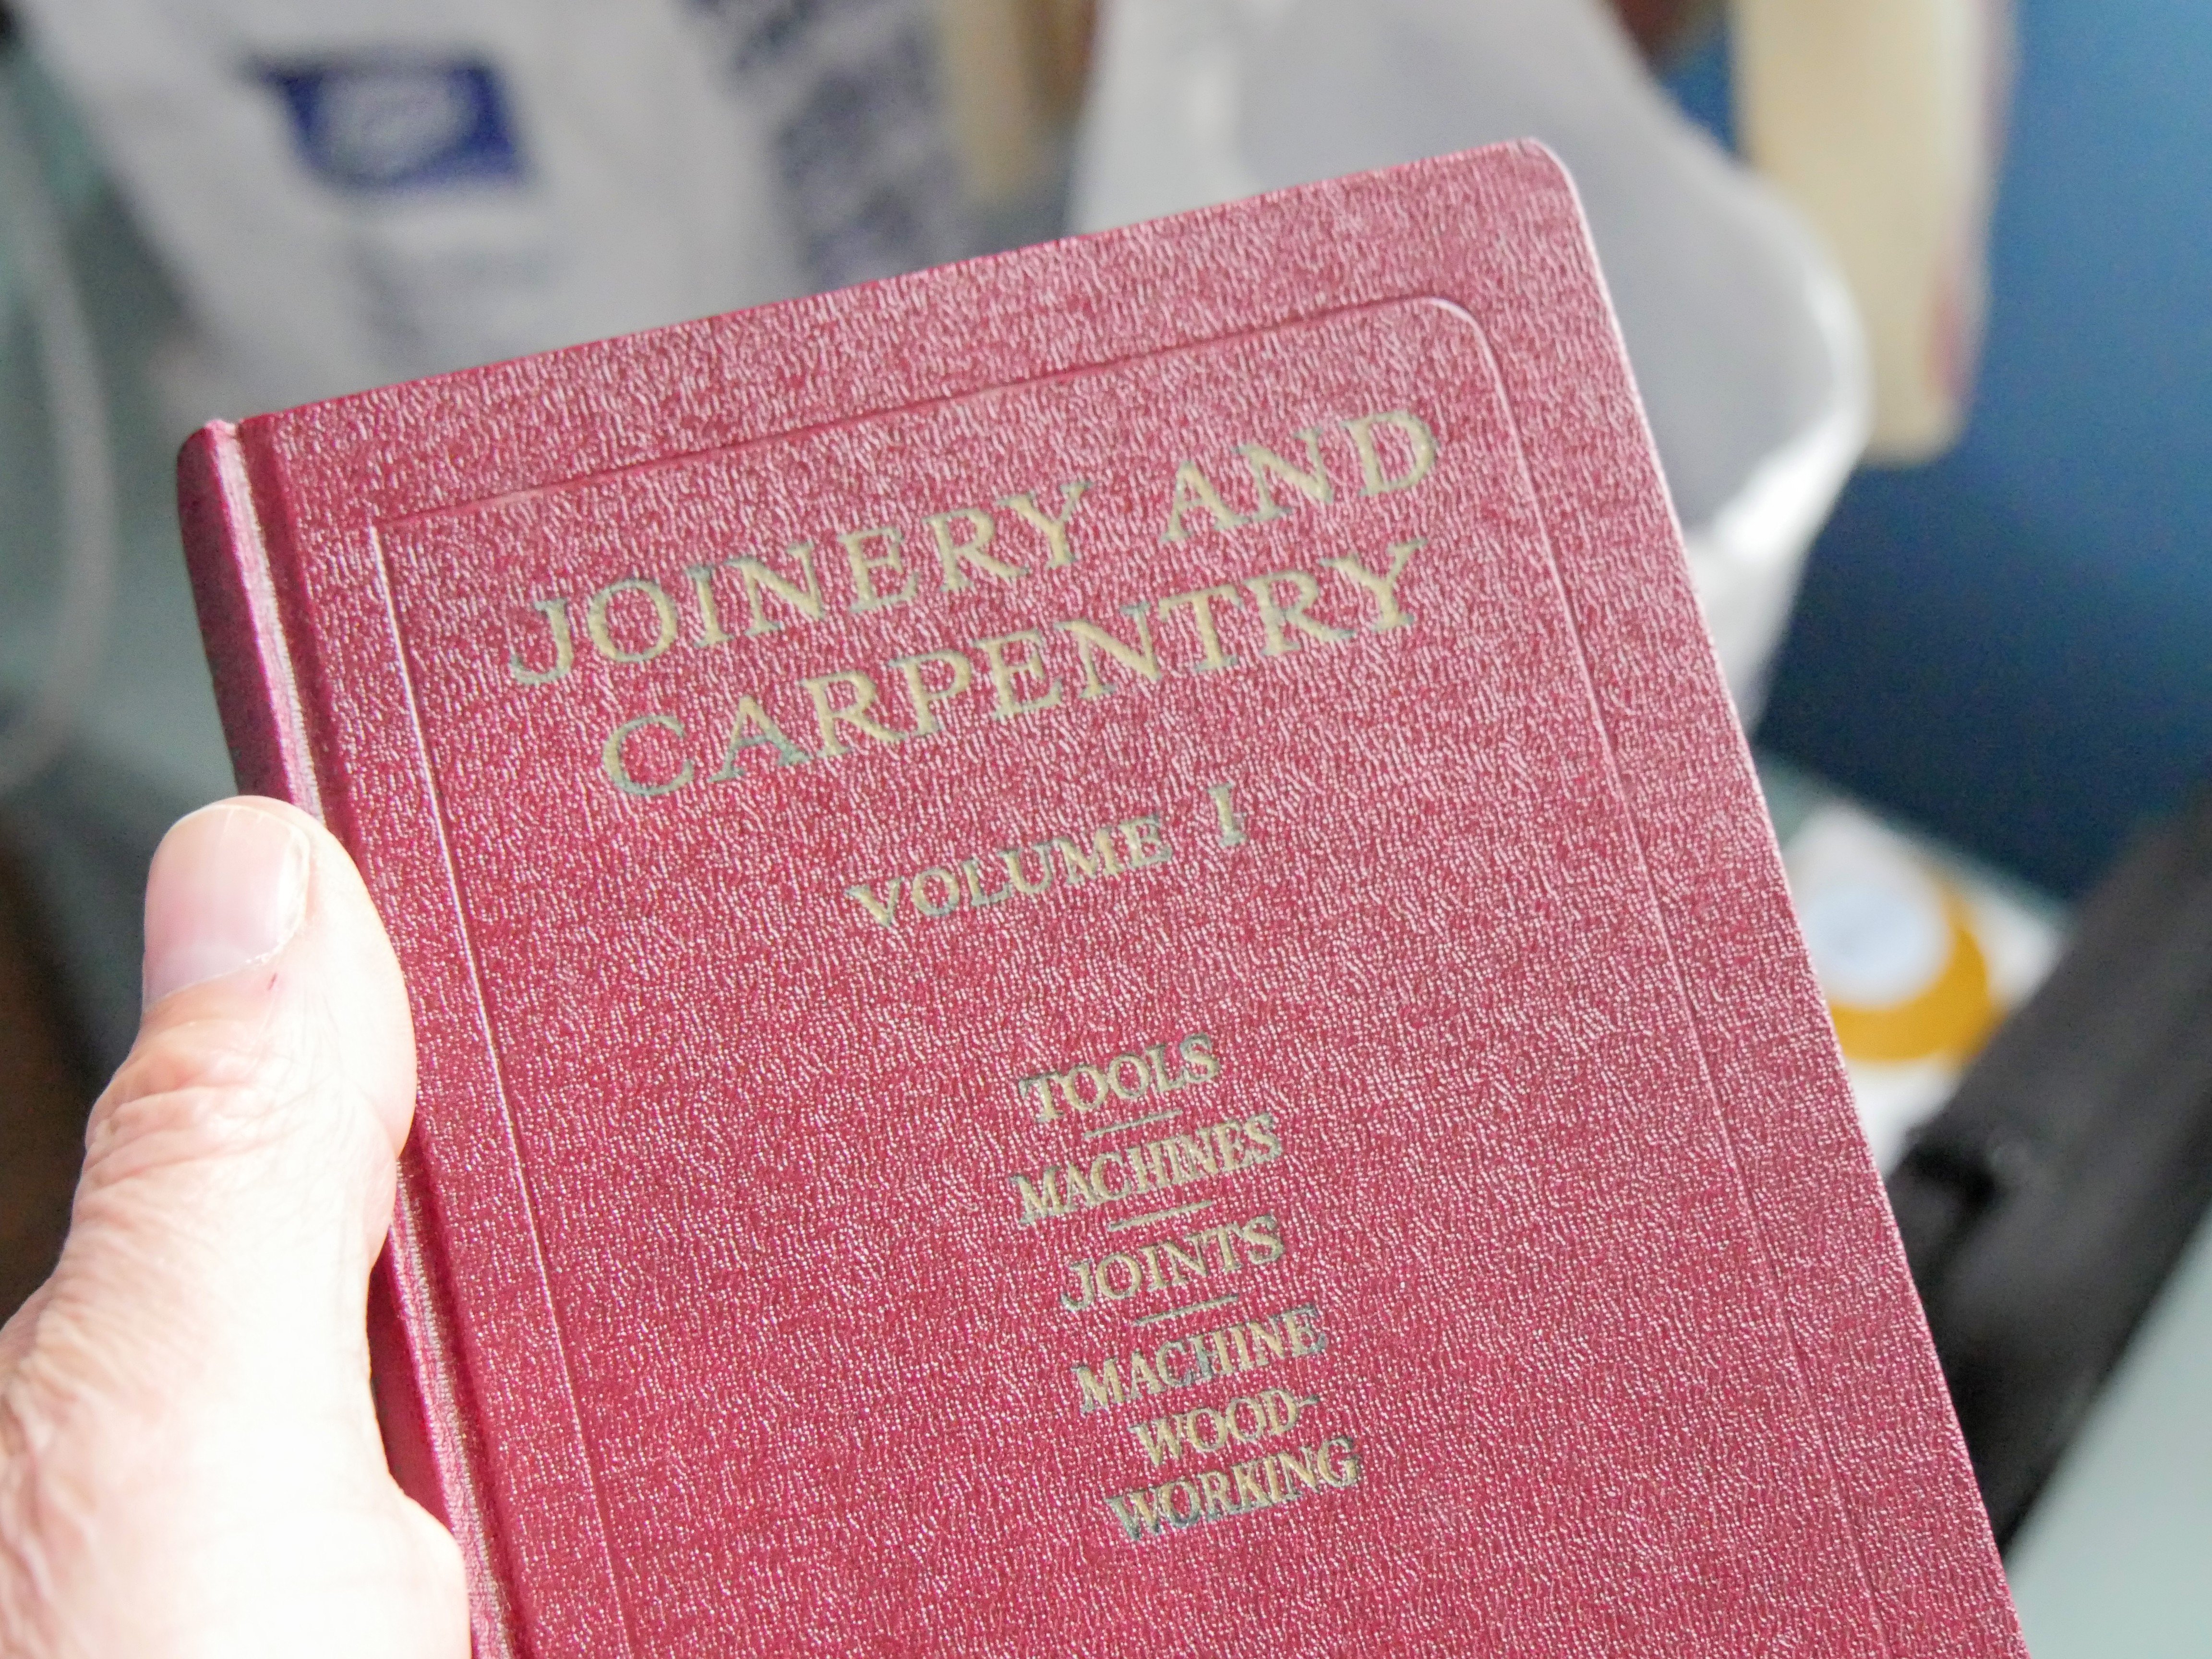 JOINERY AND
CARPENTRY
VOLUME I
TOOLS
MACHINES
JOINTS
MACHINE
WOOD-
WORKING